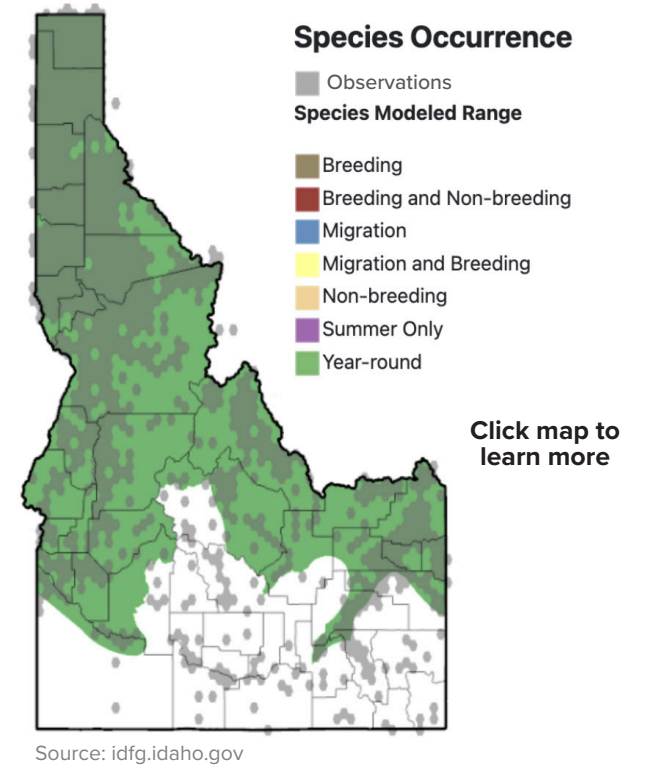 Species Occurrence
Observations
Species Modeled Range
Breeding
Breeding and Non-breeding
Migration
Migration and Breeding
Non-breeding
Summer Only
Year-round
Click map to
learn more
Source: idfg.idaho.gov